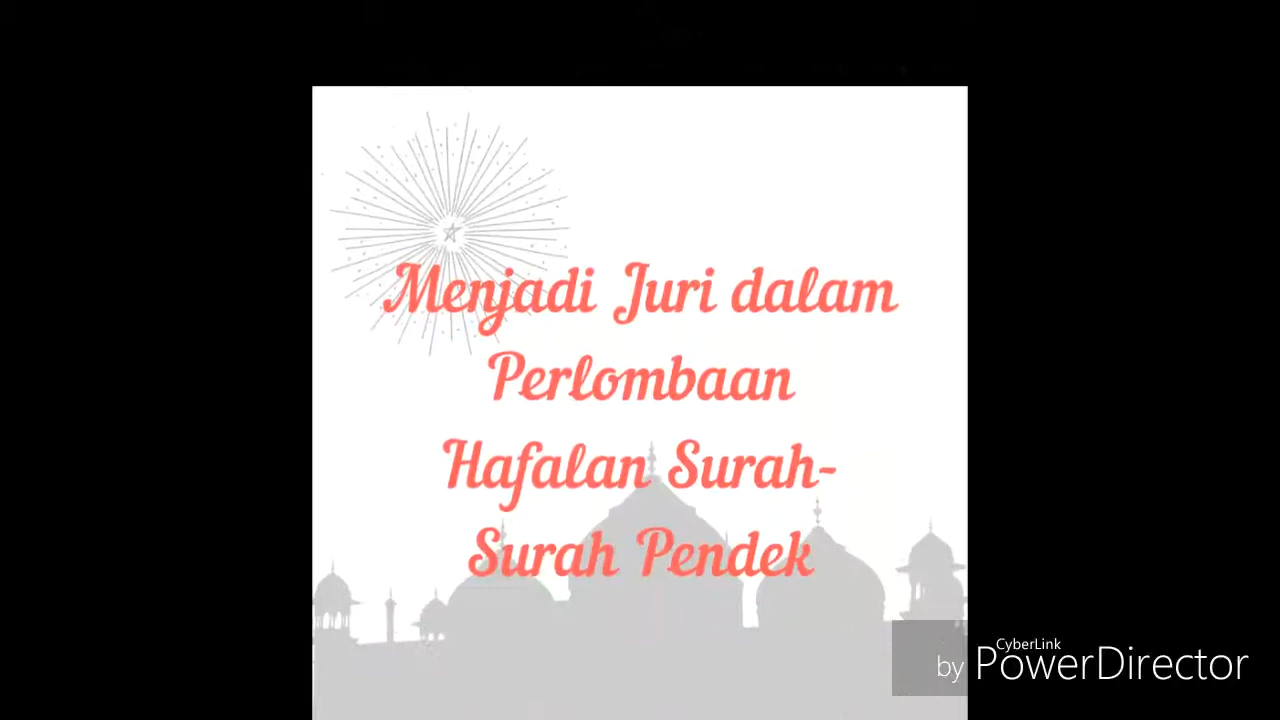 Menjadi Juri dalam
Perlombaan
Hafalan Surah-
Surah Pendek
CyberLink
by PowerDirector